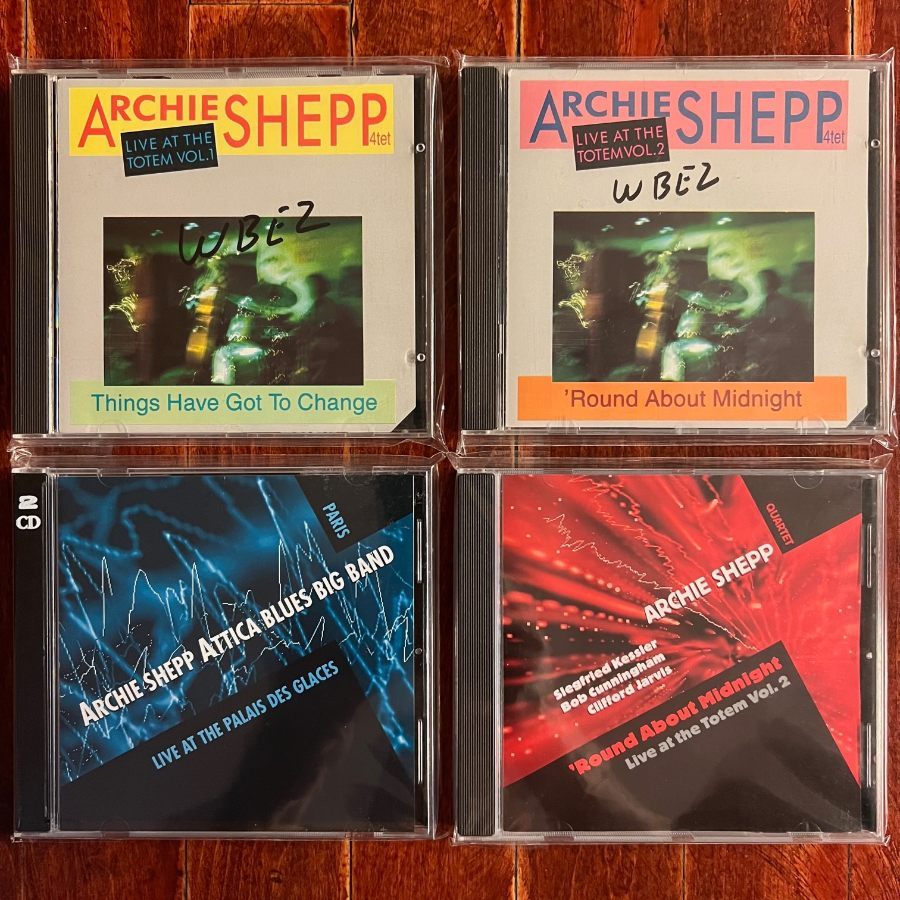 ARCHIE SHEPP
4tet
LIVE AT THE
TOTEM VOL.1
WBEZ
Things Have Got To Change
ARCHIE SHEPP
4tet
LIVE AT THE
TOTEM VOL.2
WBEZ
'Round About Midnight
2
CD
PARIS
ARCHIE SHEPP ATTICA BLUES BIG BAND
LIVE AT THE PALAIS DES GLACES
QUARTET
ARCHIE SHEPP
Siegfried Kessler
Bob Cunningham
Clifford Jarvis
'Round About Midnight
Live at the Totem Vol. 2